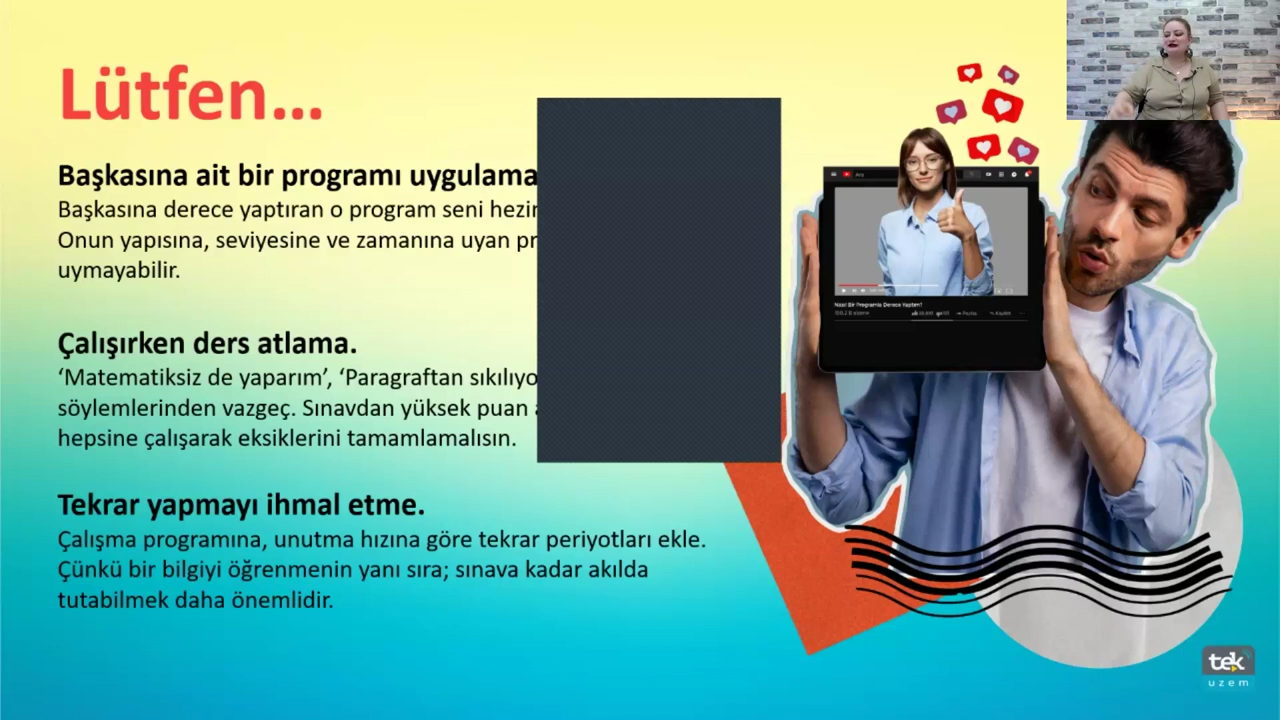 Lütfen...
Başkasına ait bir programı uygulama
Başkasına derece yaptıran o program seni
Onun yapısına, seviyesine ve zamanına uyan
uymayabilir.
Çalışırken ders atlama.
‘Matematiksiz de yaparım’, ‘Paragraftan
söylemlerinden vazgeç. Sınavdan yüksek puan
hepsine çalışarak eksiklerini tamamlamalısın.
Tekrar yapmayı ihmal etme.
Çalışma programına, unutma hızına göre tekrar periyotları ekle.
Çünkü bir bilgiyi öğrenmenin yanı sıra; sınava kadar akılda
tutabilmek daha önemlidir.
Ara
Nasıl Bir Programla Derece Yaptım?
tek
uzem